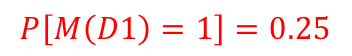 P[M(D1) = 1] = 0.25